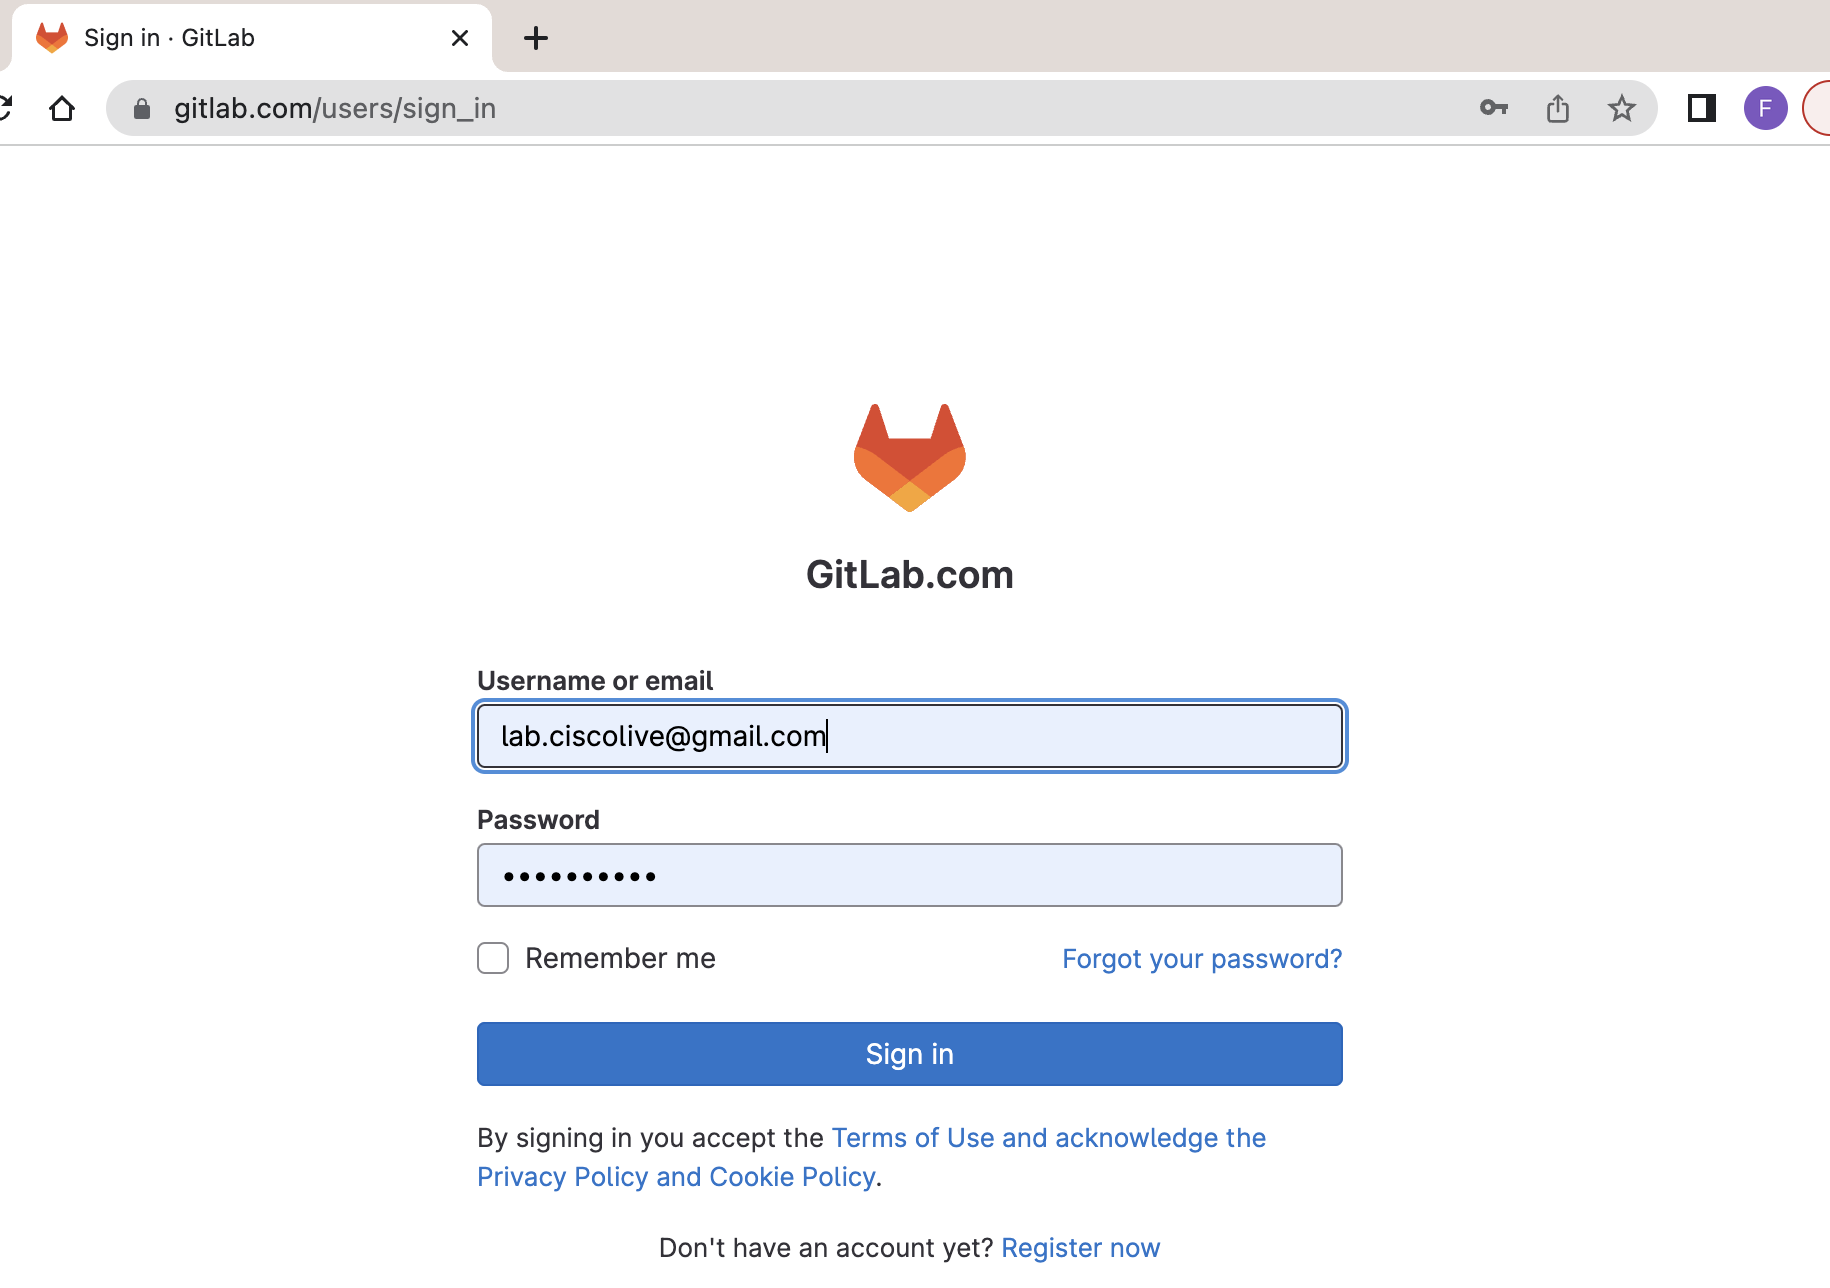 Sign in · GitLab
gitlab.com/users/sign_in
F
GitLab.com
Username or email
lab.ciscolive@gmail.com
Password
••••••••••
Remember me
Forgot your password?
Sign in
By signing in you accept the Terms of Use and acknowledge the
Privacy Policy and Cookie Policy.
Don't have an account yet? Register now